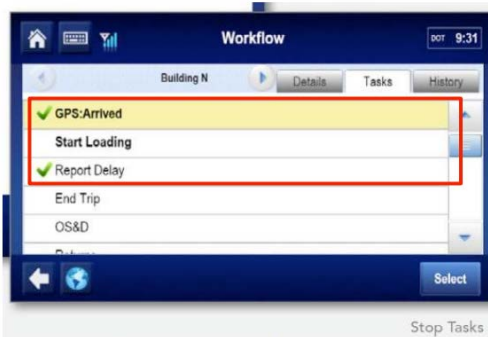 Workflow
DOT 9:31
Building N
Details
Tasks
History
GPS:Arrived
Start Loading
Report Delay
End Trip
OS&D
Returns
Select
Stop Tasks